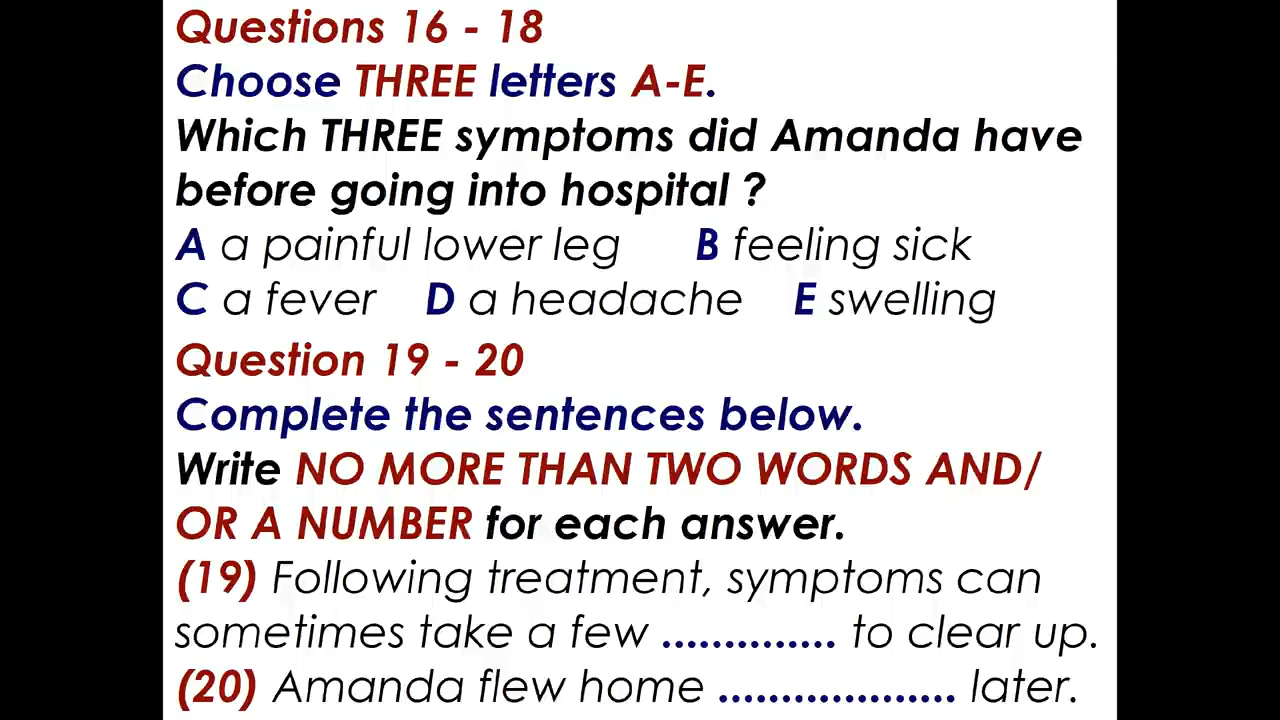 Questions 16 - 18
Choose THREE letters A-E.
Which THREE symptoms did Amanda have
before going into hospital ?
A a painful lower leg B feeling sick
C a fever D a headache E swelling
Question 19 - 20
Complete the sentences below.
Write NO MORE THAN TWO WORDS AND/
OR A NUMBER for each answer.
(19) Following treatment, symptoms can
sometimes take a few .............. to clear up.
(20) Amanda flew home ................... later.